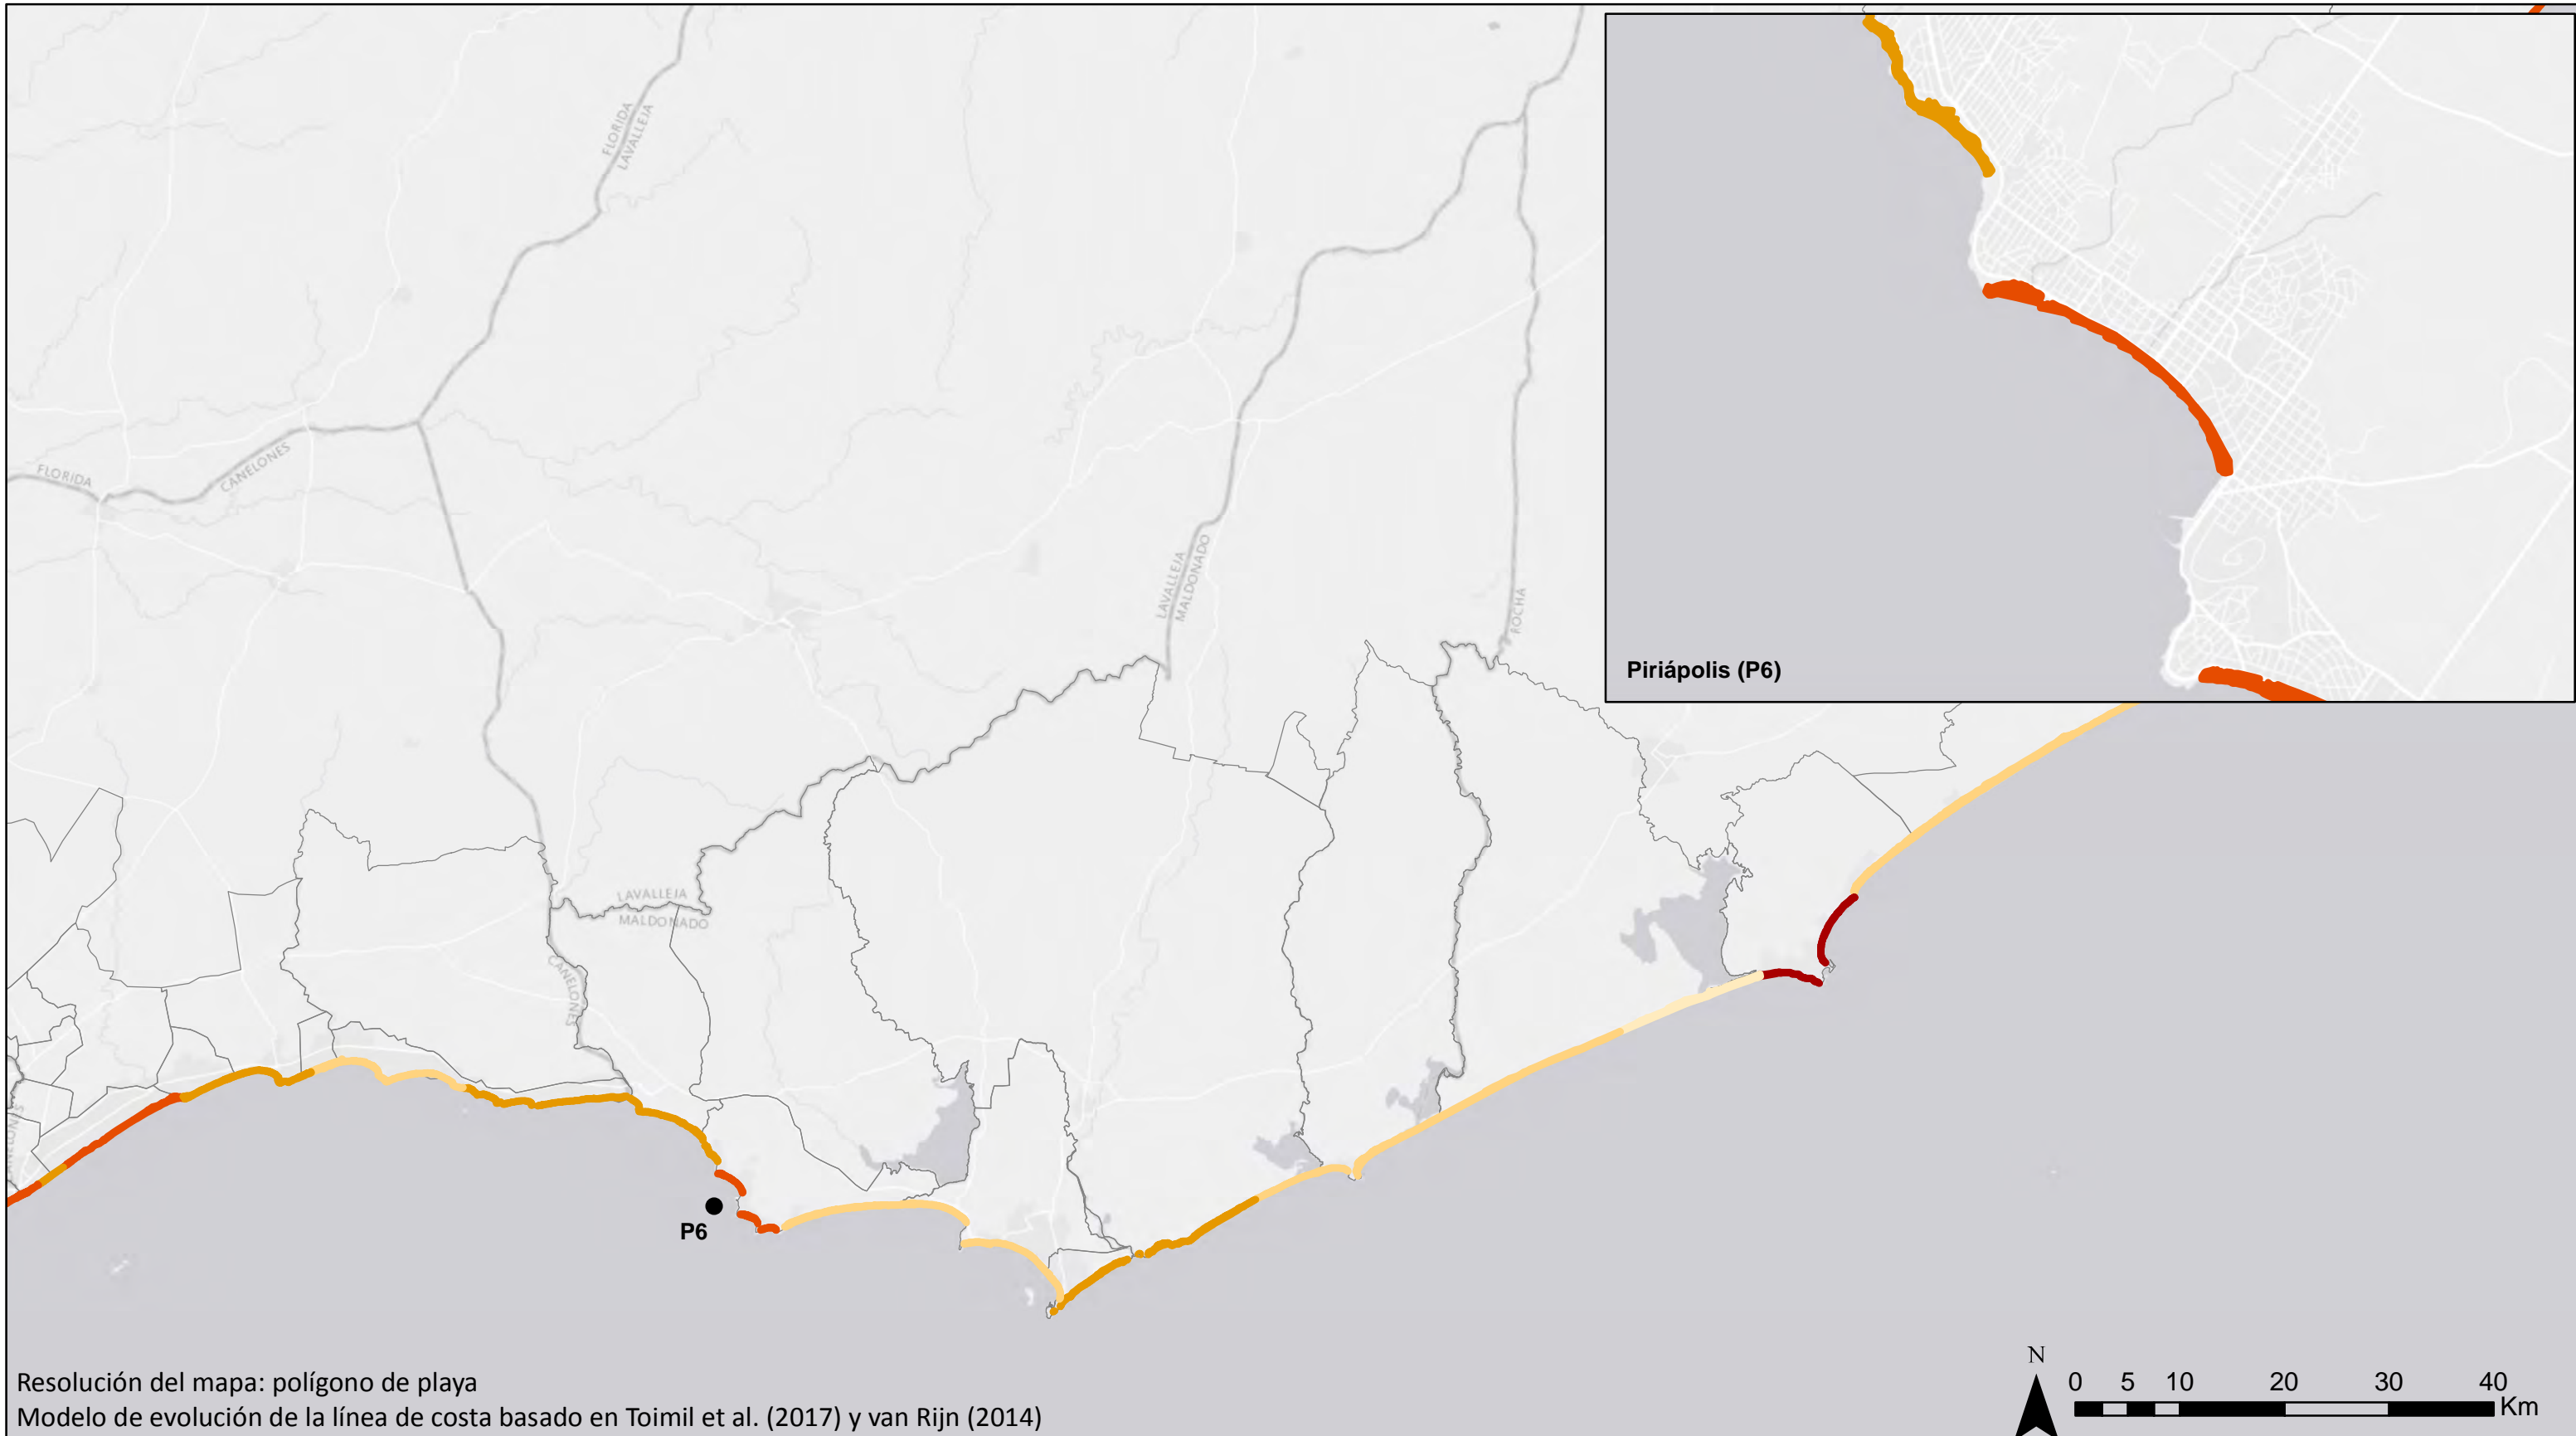 FLORIDA
LAVALLEJA
FLORIDA
CANELONES
LAVALLEJA
MALDONADO
ROCHA
Piriápolis (P6)
LAVALLEJA
MALDONADO
CANELONES
P6
Resolución del mapa: polígono de playa
Modelo de evolución de la línea de costa basado en Toimil et al. (2017) y van Rijn (2014)
N
0 5 10 20 30 40
Km